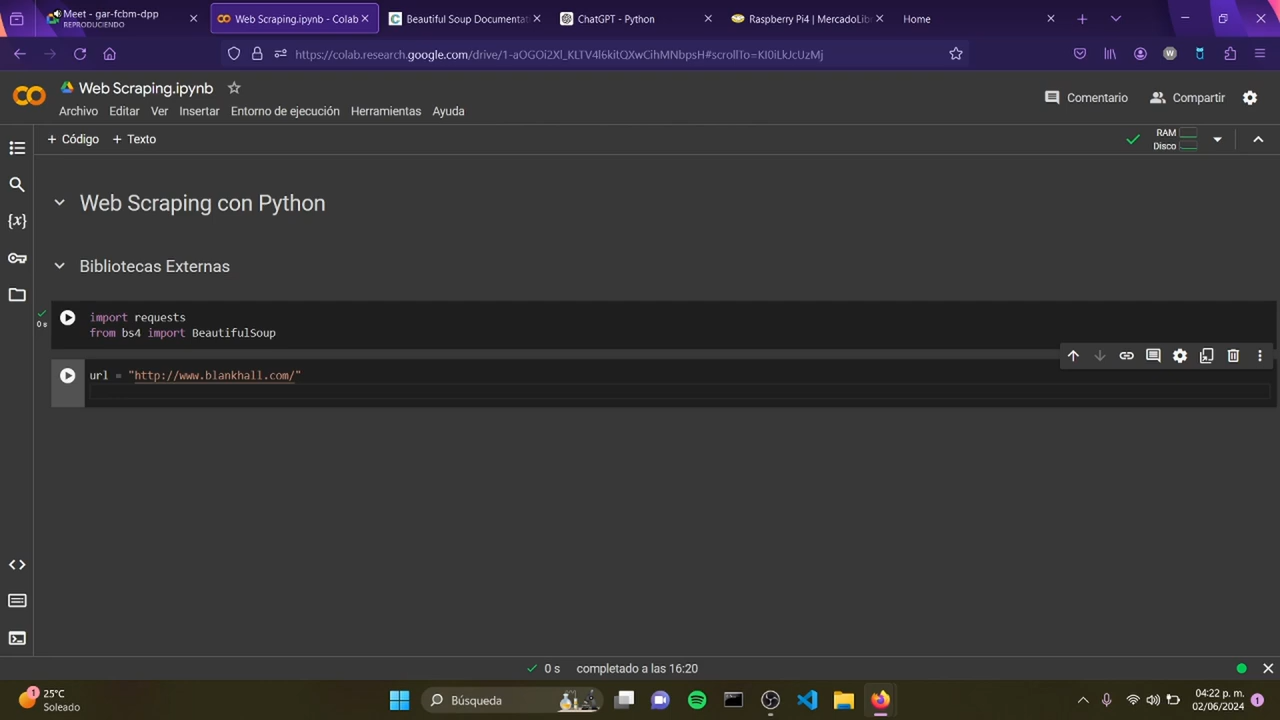 Meet - gar-fcbm-dpp
REPRODUCIENDO
Web Scraping.ipynb - Colab
Beautiful Soup Documentat
ChatGPT - Python
Raspberry Pi4 | MercadoLib
Home
https://colab.research.google.com/drive/1-aOGOi2XI_KLTV4l6kitQXwCihMNbpsH#scrollTo=KI0iLkJcUzMj
Web Scraping.ipynb
Archivo Editar Ver Insertar Entorno de ejecución Herramientas Ayuda
Comentario
Compartir
+ Código + Texto
RAM
Disco
Web Scraping con Python
{x}
Bibliotecas Externas
import requests
0 s
from bs4 import BeautifulSoup
url = "http://www.blankhall.com/"
0 s completado a las 16:20
1
25°C
Soleado
Búsqueda
04:22 p. m.
02/06/2024
1